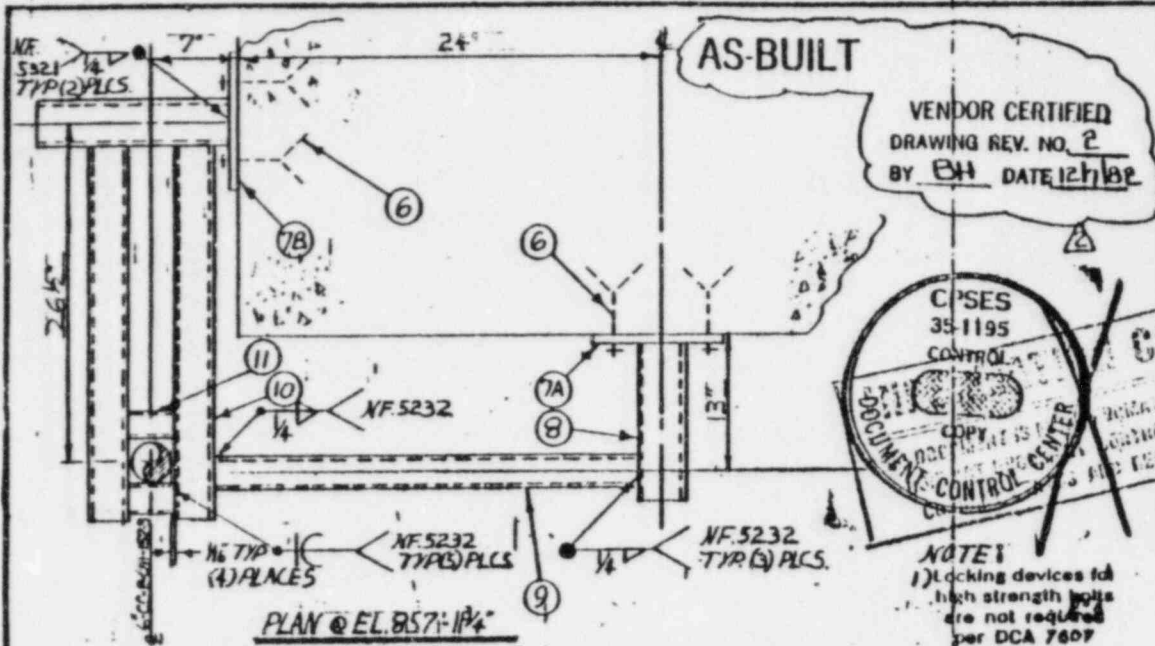 NF.
5321
TYP (2) PLCS.
1/4
7"
24"
AS-BUILT
VENDOR CERTIFIED
DRAWING REV. NO. 2
BY BH DATE 12/7/82
2
6
7B
6
11
10
1/4
NF.5232
7A
8
13"
CPSES
35-1195
CONTROL
COPY
DOCUMENT CONTROL CENTER
1/16 TYP
(4) PLACES
NF.5232
TYP(3) PLCS.
1/4
NF.5232
TYP.(3) PLCS.
9
PLAN @ EL.857'-11 3/4"
NOTE:
1) Locking devices for
high strength bolts
are not required
per DCA 7607